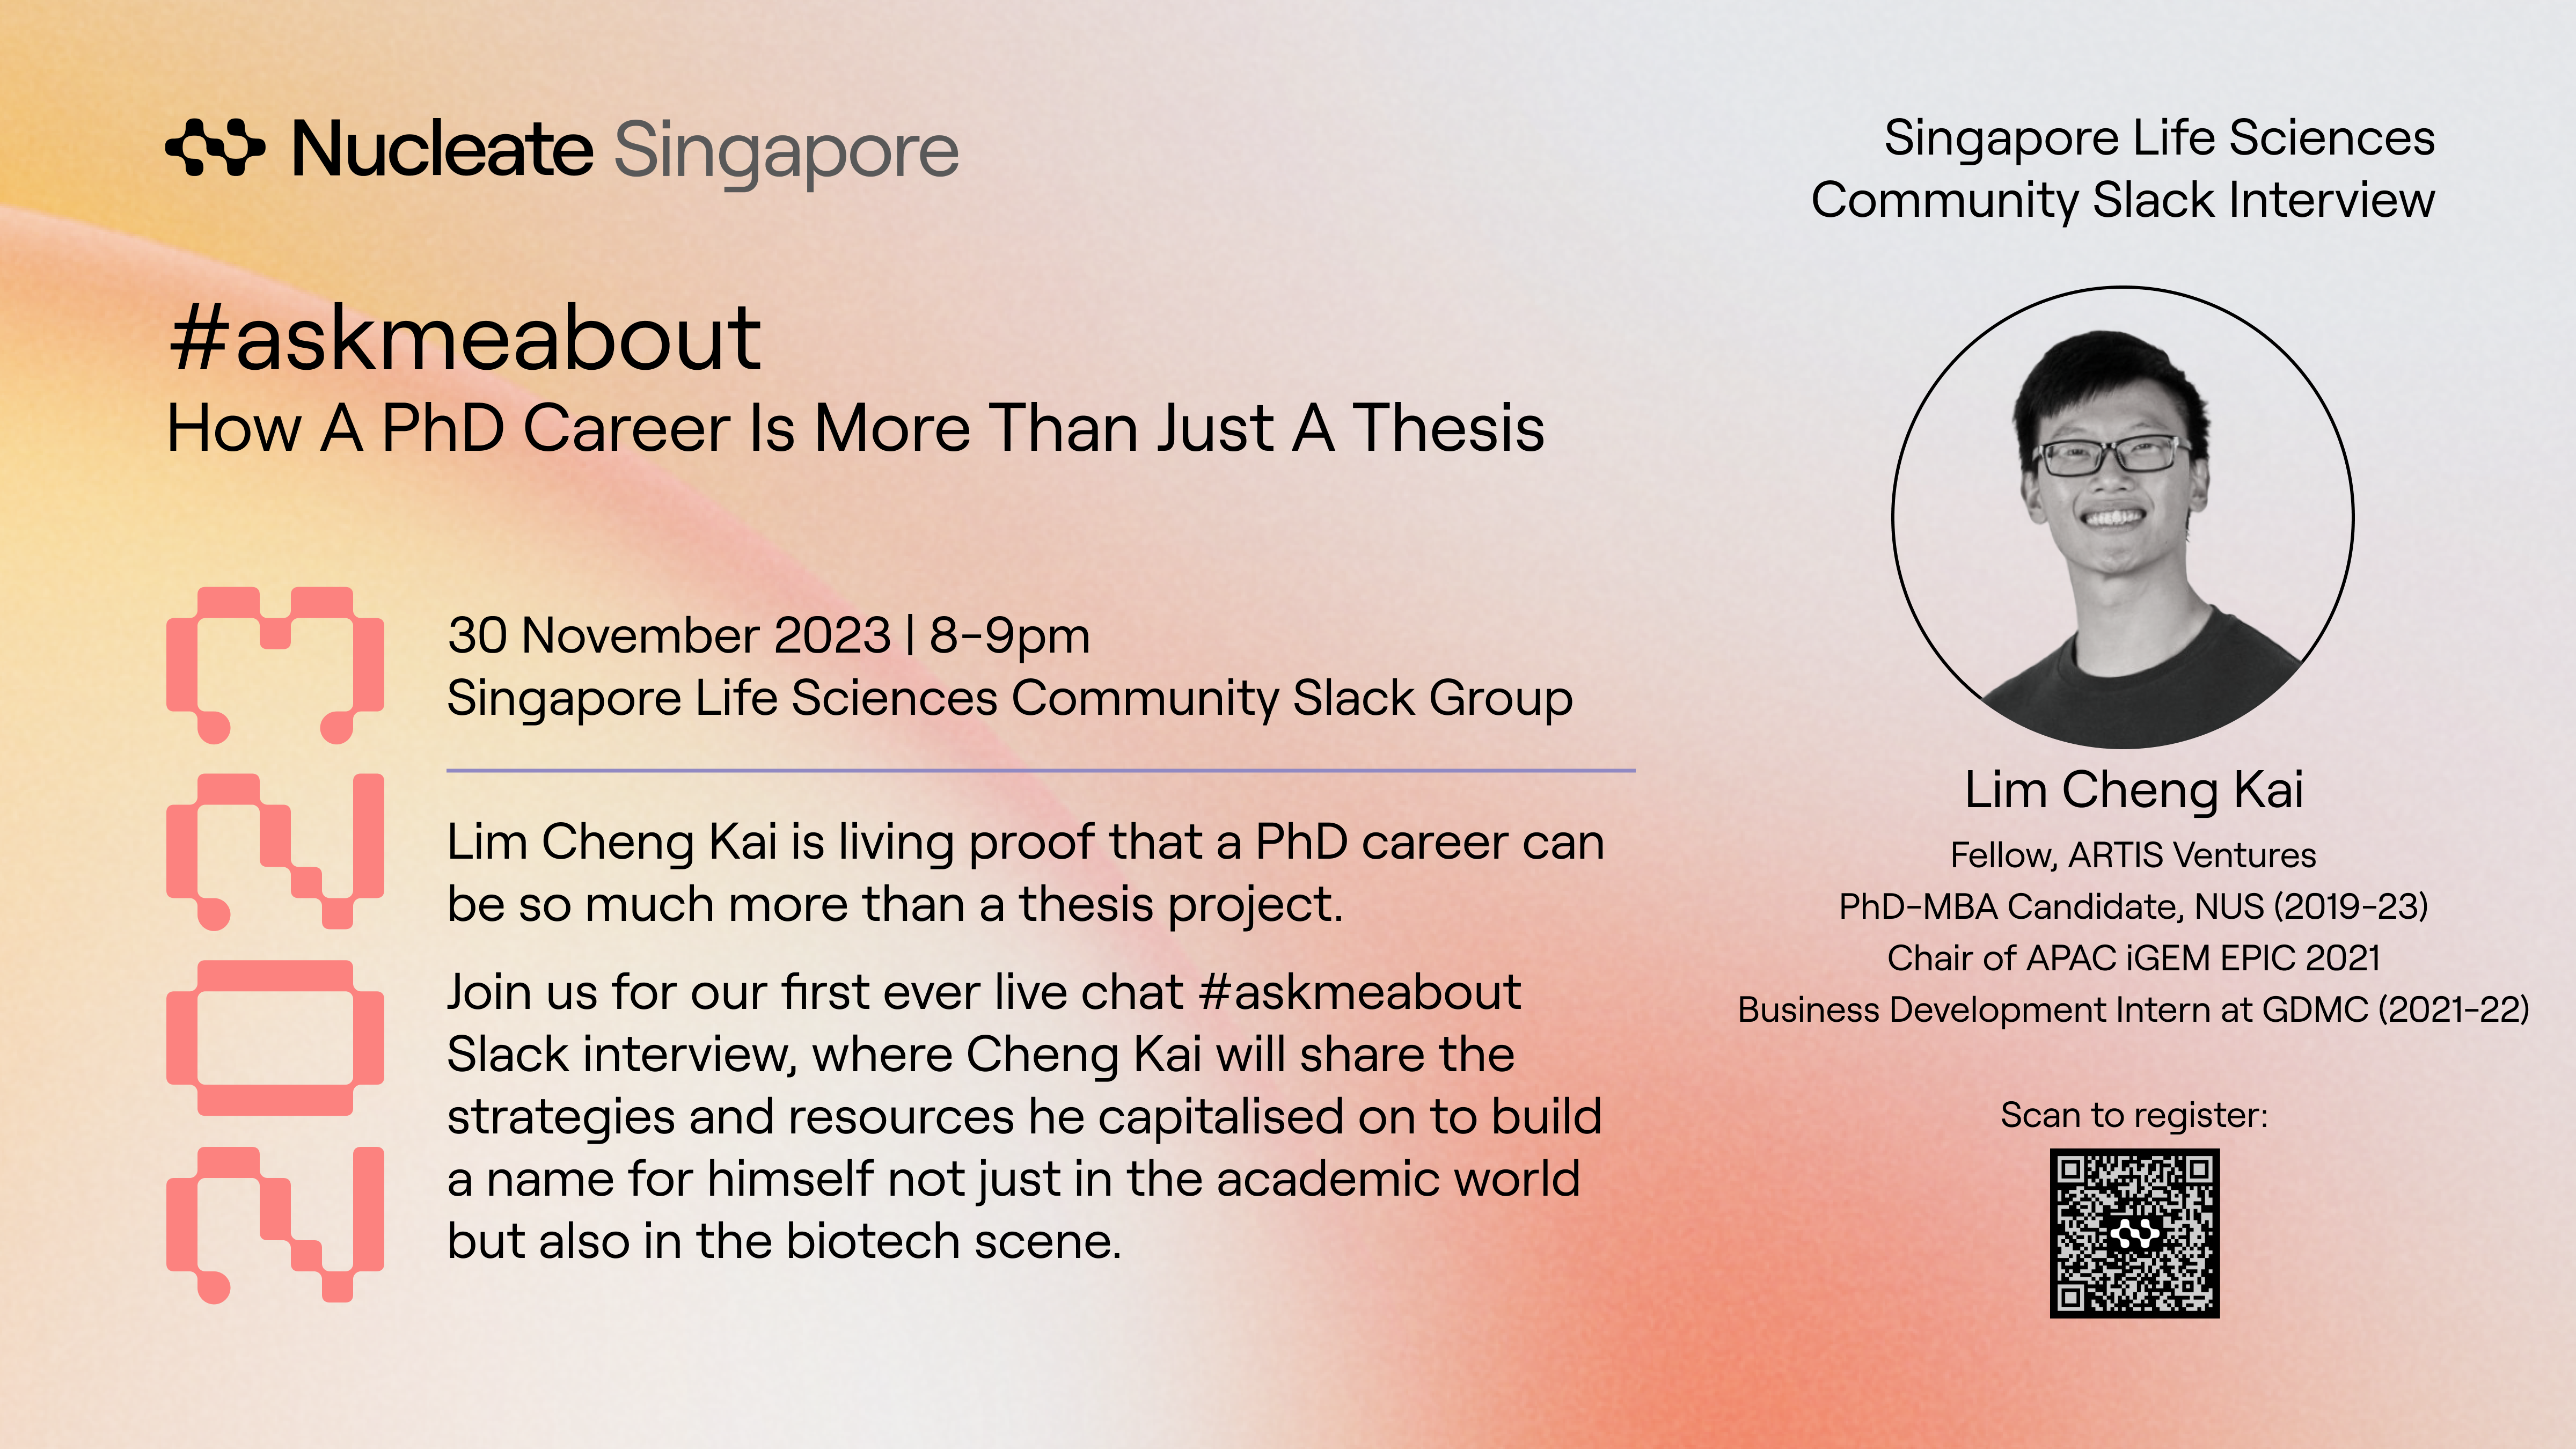 Nucleate Singapore
Singapore Life Sciences
Community Slack Interview
#askmeabout
How A PhD Career Is More Than Just A Thesis
30 November 2023 | 8-9pm
Singapore Life Sciences Community Slack Group
Lim Cheng Kai is living proof that a PhD career can
be so much more than a thesis project.
Join us for our first ever live chat #askmeabout
Slack interview, where Cheng Kai will share the
strategies and resources he capitalised on to build
a name for himself not just in the academic world
but also in the biotech scene.
Lim Cheng Kai
Fellow, ARTIS Ventures
PhD-MBA Candidate, NUS (2019-23)
Chair of APAC iGEM EPIC 2021
Business Development Intern at GDMC (2021-22)
Scan to register: